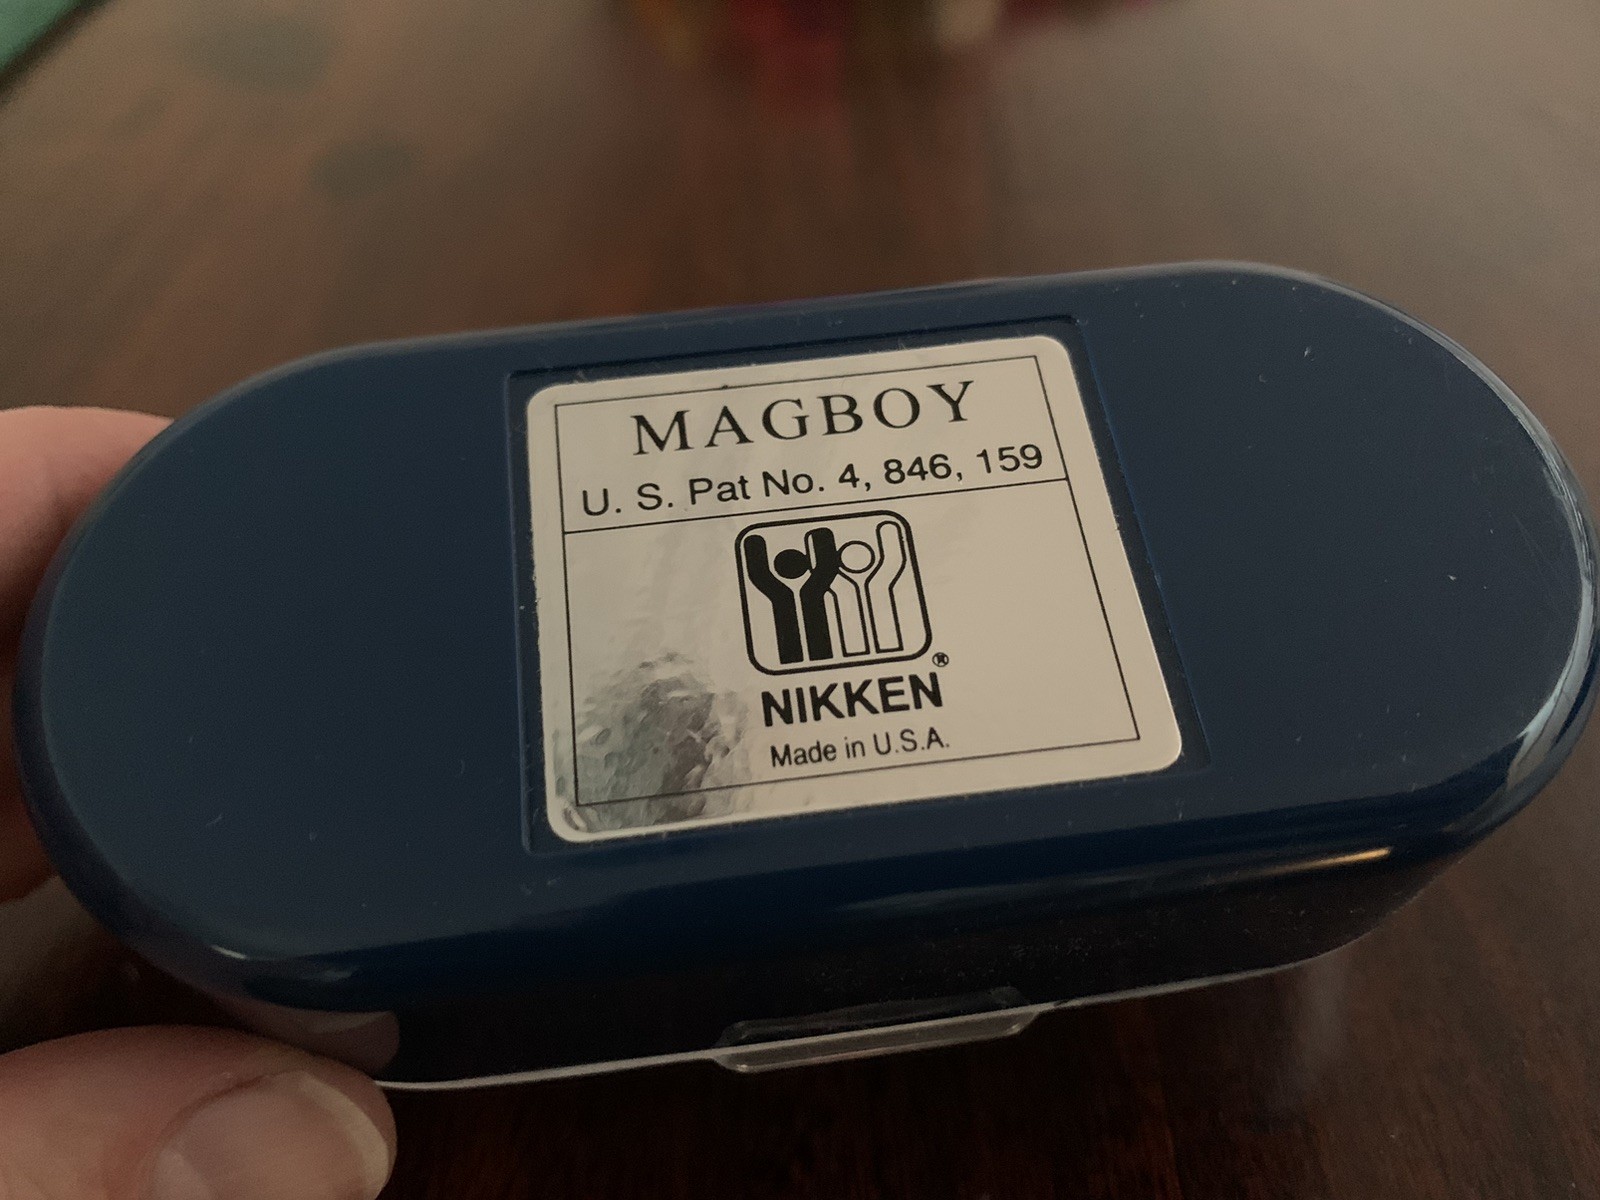 MAGBOY
U. S. Pat No. 4, 846, 159
NIKKEN®
Made in U.S.A.